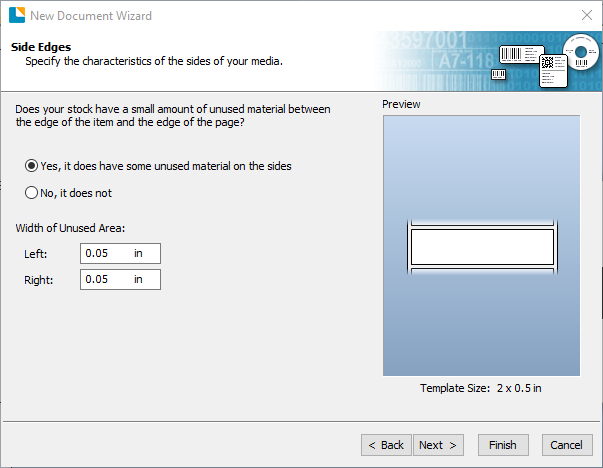 New Document Wizard
Side Edges
Specify the characteristics of the sides of your media.
3597001
A7-118
Does your stock have a small amount of unused material between
the edge of the item and the edge of the page?
Yes, it does have some unused material on the sides
No, it does not
Width of Unused Area:
Left: 0.05 in
Right: 0.05 in
Preview
Template Size: 2 x 0.5 in
< Back
Next >
Finish
Cancel